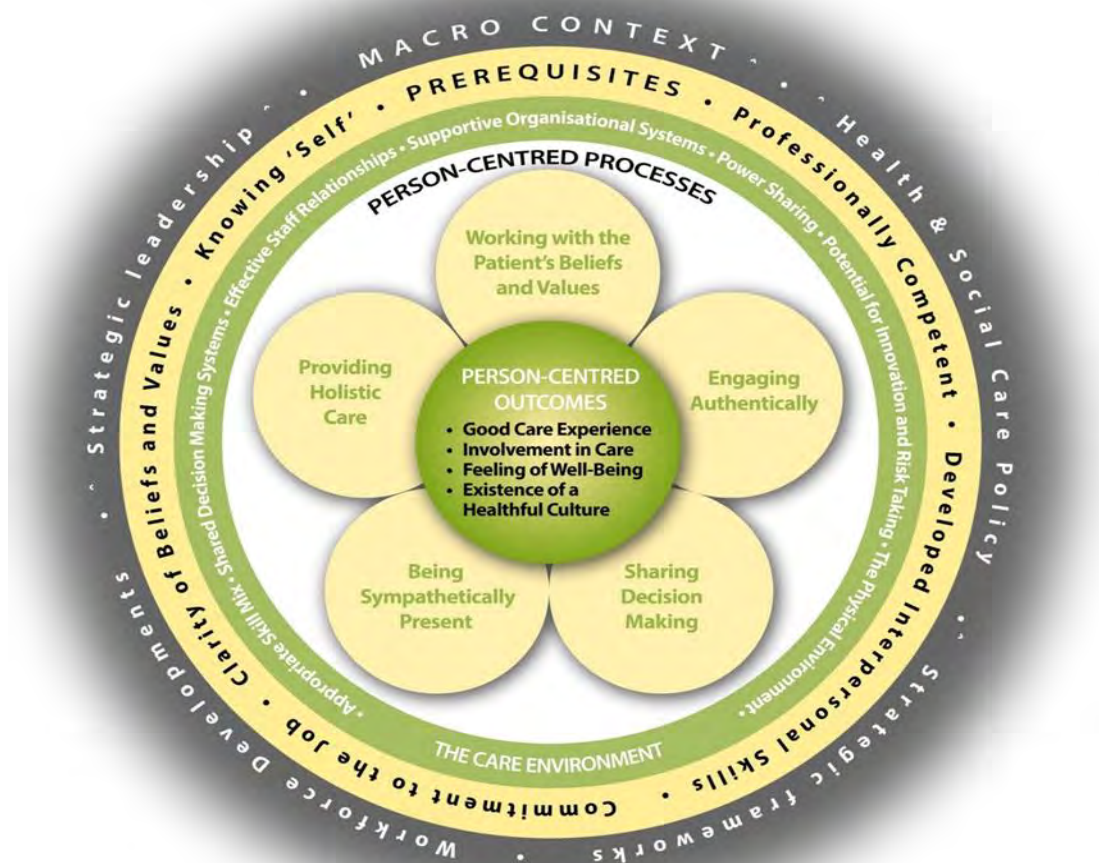 MACRO CONTEXT • Health & Social Care Policy • Strategic frameworks • Workforce Developments • Strategic leadership •
PREREQUISITES • Professionally Competent • Developed Interpersonal Skills • Commitment to the Job • Clarity of Beliefs and Values • Knowing 'Self' •
THE CARE ENVIRONMENT
• Appropriate Skill Mix • Shared Decision Making Systems • Effective Staff Relationships • Supportive Organisational Systems • Power Sharing • Potential for Innovation and Risk Taking • The Physical Environment •
PERSON-CENTRED PROCESSES
Working with the
Patient's Beliefs
and Values
Engaging
Authentically
Sharing
Decision
Making
Being
Sympathetically
Present
Providing
Holistic
Care
PERSON-CENTRED
OUTCOMES
• Good Care Experience
• Involvement in Care
• Feeling of Well-Being
• Existence of a
Healthful Culture